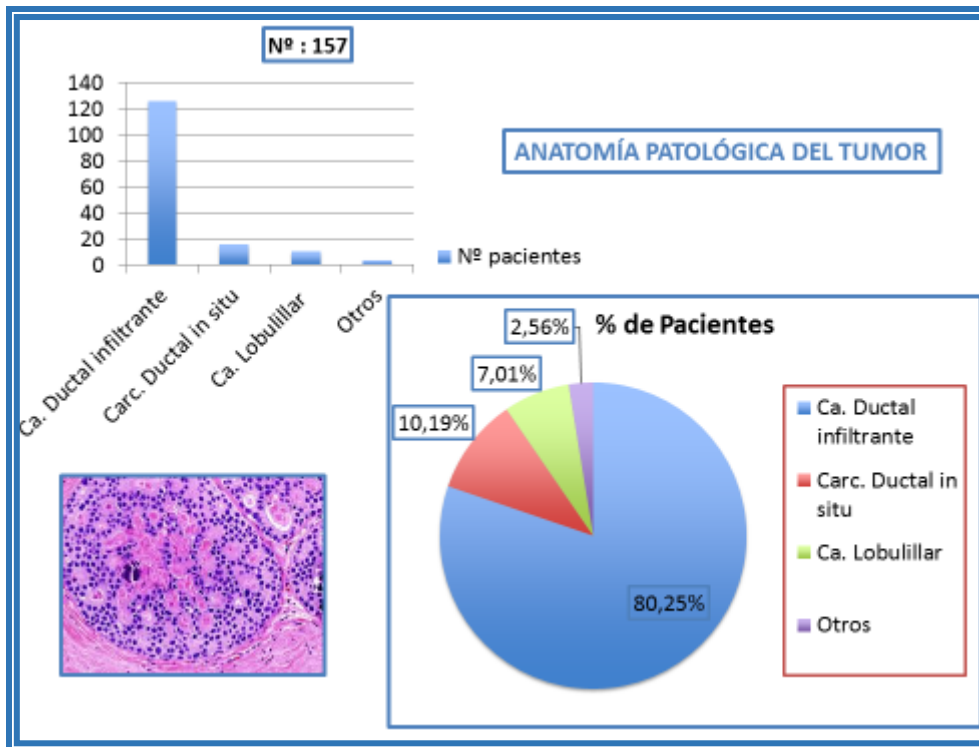 Nº : 157
140
120
100
80
60
40
20
0
Ca. Ductal infiltrante
Carc. Ductal in situ
Ca. Lobulillar
Otros
Nº pacientes
ANATOMÍA PATOLÓGICA DEL TUMOR
% de Pacientes
2,56%
7,01%
10,19%
80,25%
Ca. Ductal
infiltrante
Carc. Ductal in
situ
Ca. Lobulillar
Otros